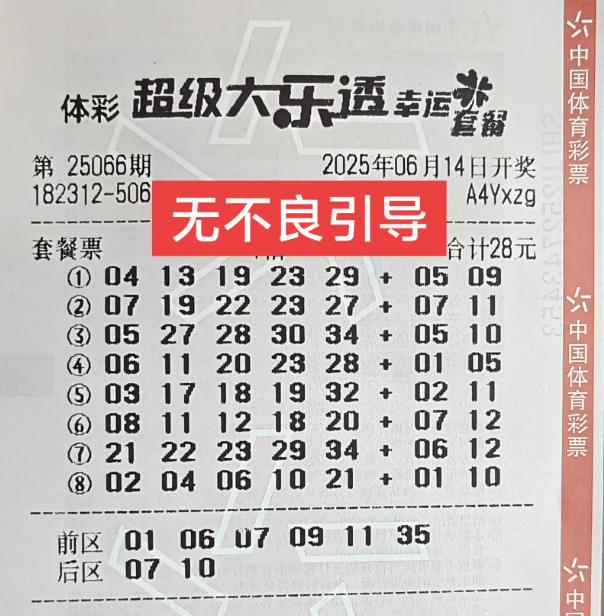 体彩 超级大乐透 幸运套餐
第 25066期 2025年06月14日开奖
182312-506 A4Yxzg
无不良引导
套餐票 合计28元
① 04 13 19 23 29 + 05 09
② 07 19 22 23 27 + 07 11
③ 05 27 28 30 34 + 05 10
④ 06 11 20 23 28 + 01 05
⑤ 03 17 18 19 32 + 02 11
⑥ 08 11 12 18 20 + 07 12
⑦ 21 22 23 29 34 + 06 12
⑧ 02 04 06 10 21 + 01 10
前区 01 06 07 09 11 35
后区 07 10
中国体育彩票
中国体育彩票
中